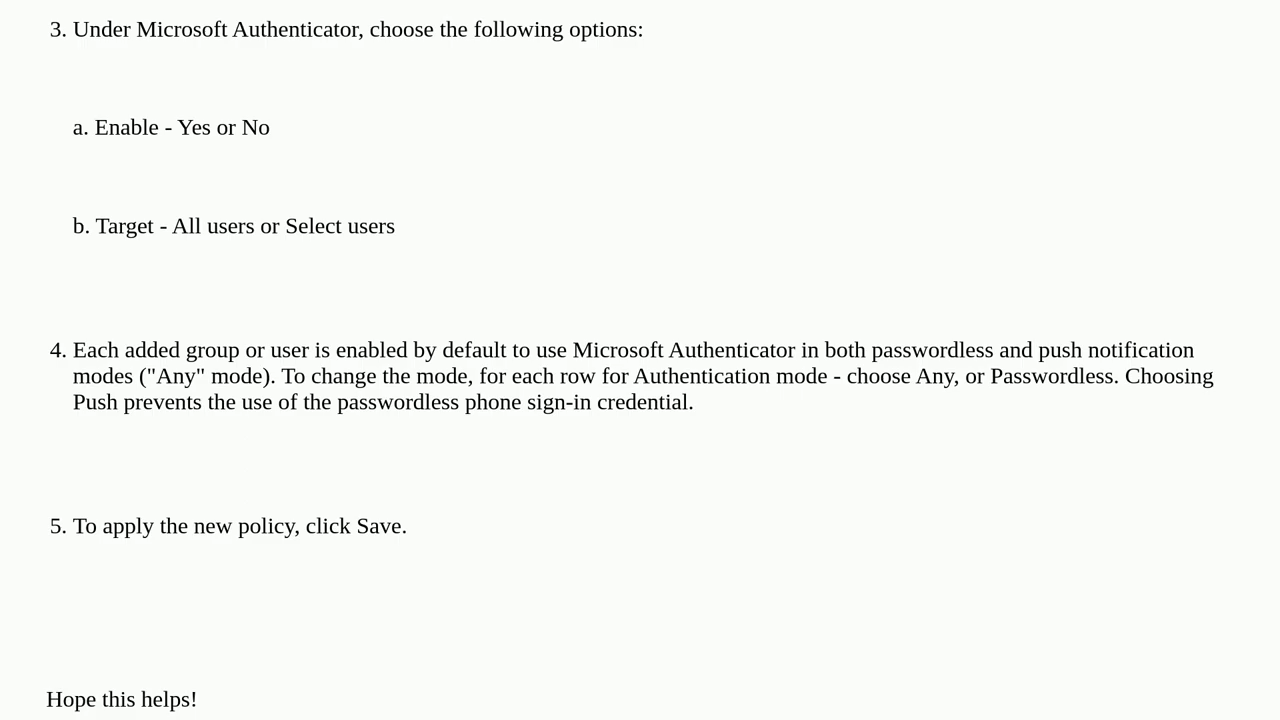 3. Under Microsoft Authenticator, choose the following options:
a. Enable - Yes or No
b. Target - All users or Select users
4. Each added group or user is enabled by default to use Microsoft Authenticator in both passwordless and push notification
modes ("Any" mode). To change the mode, for each row for Authentication mode - choose Any, or Passwordless. Choosing
Push prevents the use of the passwordless phone sign-in credential.
5. To apply the new policy, click Save.
Hope this helps!